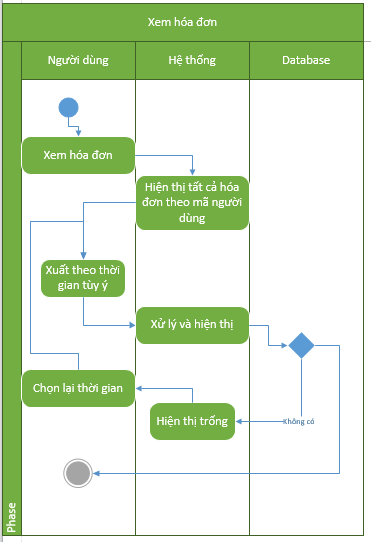 Xem hóa đơn
Người dùng
Hệ thống
Database
Xem hóa đơn
Hiện thị tất cả hóa
đơn theo mã người
dùng
Xuất theo thời
gian tùy ý
Xử lý và hiện thị
Chọn lại thời gian
Hiện thị trống
Không có
Phase